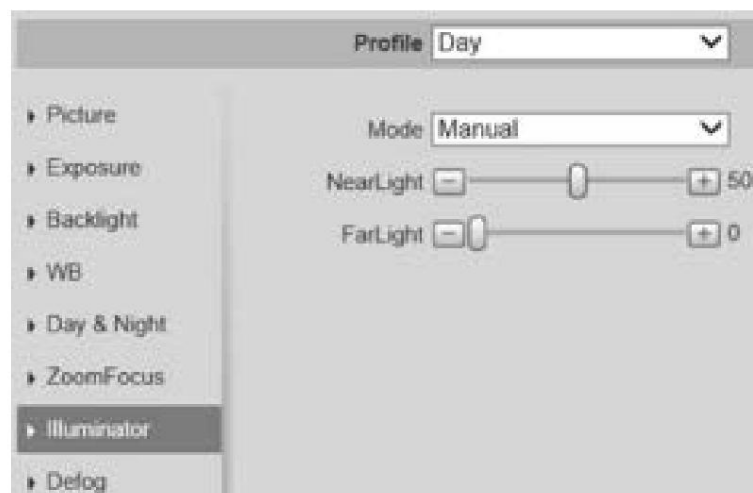 Profile Day
Picture
Exposure
Backlight
WB
Day & Night
ZoomFocus
Illuminator
Defog
Mode Manual
NearLight - + 50
FarLight - + 0